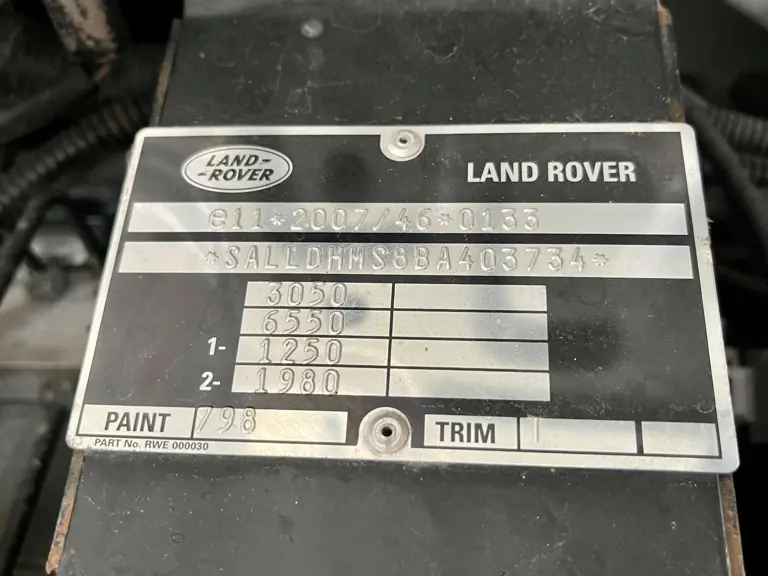 LAND-
-ROVER
LAND ROVER
e11*2007/46*0133
*SALLDHMS8BA403734*
3050
6550
1- 1250
2- 1980
PAINT 798
TRIM
PART No. RWE 000030